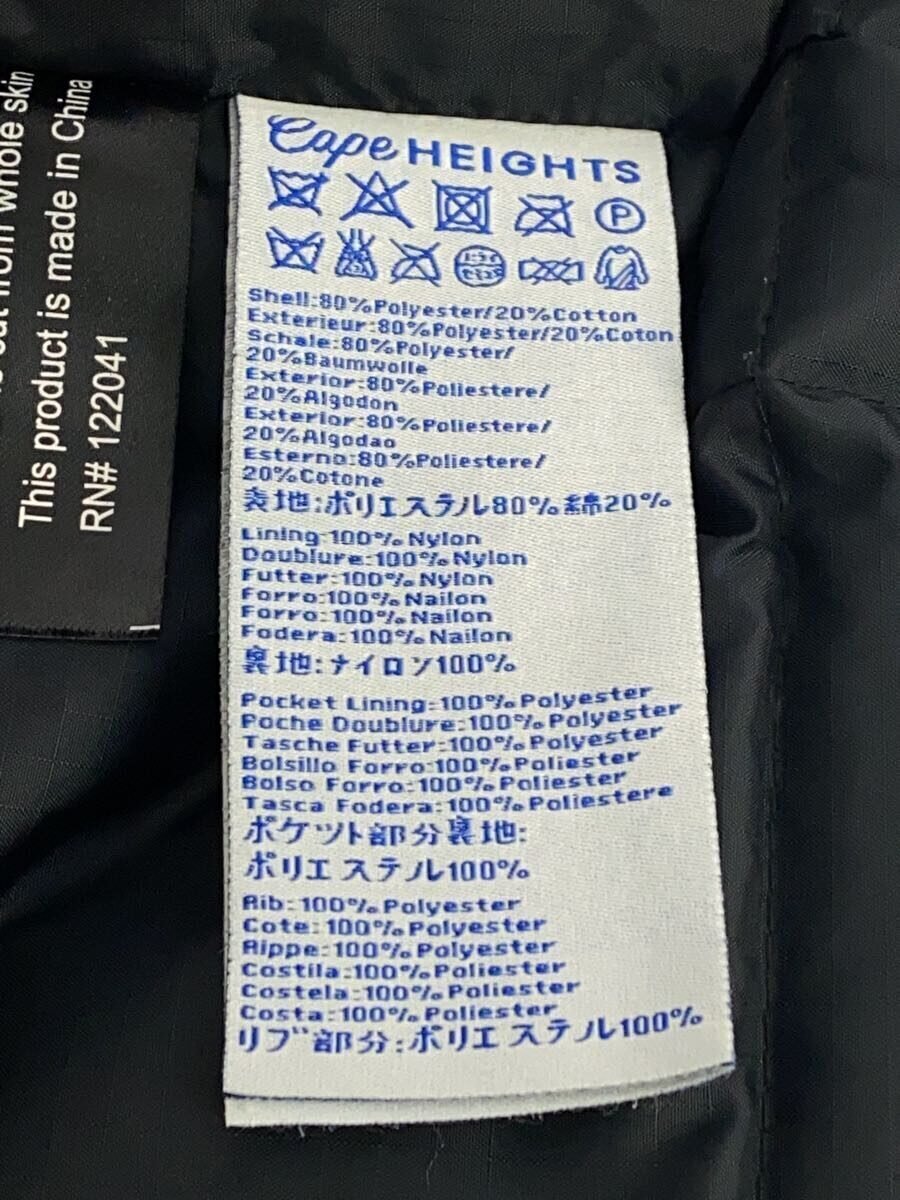 out from whole skin
This product is made in China
RN# 122041
Cape HEIGHTS
P
Shell:80%Polyester/20%Cotton
Exterieur:80%Polyester/20%Coton
Schale:80%Polyester/
20%Baumwolle
Exterior:80%Poliestere/
20%Algodon
Exterior:80%Poliestere/
20%Algodao
Esterno:80%Poliestere/
20%Cotone
表地:ポリエステル80%綿20%
Lining:100%Nylon
Doublure:100%Nylon
Futter:100%Nylon
Forro:100%Nailon
Forro:100%Nailon
Fodera:100%Nailon
裏地:ナイロン100%
Pocket Lining:100%Polyester
Poche Doublure:100%Polyester
Tasche Futter:100%Polyester
Bolsillo Forro:100%Poliester
Bolso Forro:100%Poliester
Tasca Fodera:100%Poliestere
ポケット部分裏地:
ポリエステル100%
Rib:100%Polyester
Cote:100%Polyester
Rippe:100%Polyester
Costila:100%Poliester
Costela:100%Poliester
Costa:100%Poliester
リブ部分:ポリエステル100%